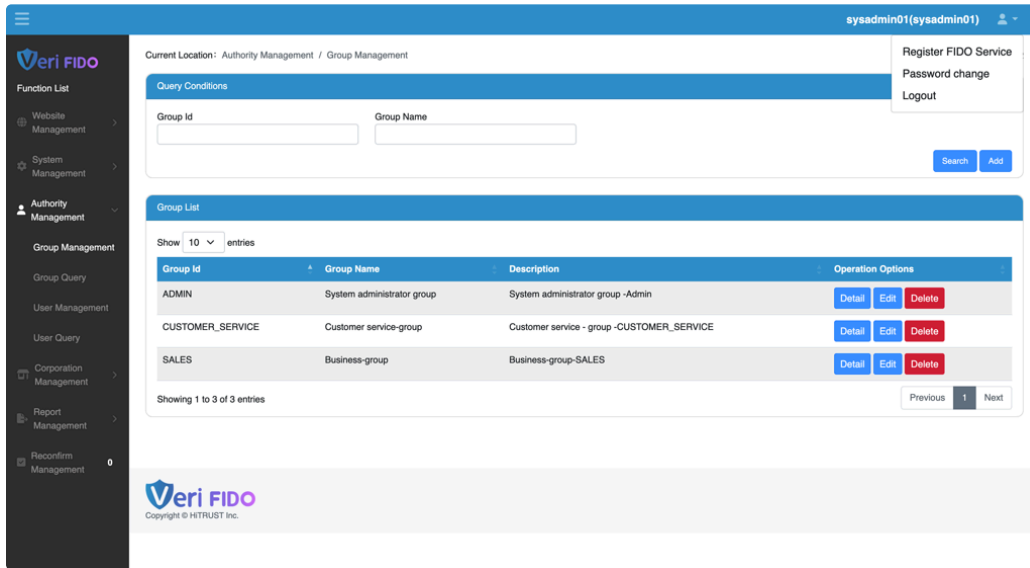 sysadmin01(sysadmin01)
Register FIDO Service
Password change
Logout
Veri FIDO
Function List
Website
Management
System
Management
Authority
Management
Group Management
Group Query
User Management
User Query
Corporation
Management
Report
Management
Reconfirm
Management 0
Current Location: Authority Management / Group Management
Query Conditions
Group Id Group Name
Search Add
Group List
Show 10 entries
Group Id Group Name Description Operation Options
ADMIN System administrator group System administrator group -Admin Detail Edit Delete
CUSTOMER_SERVICE Customer service-group Customer service - group -CUSTOMER_SERVICE Detail Edit Delete
SALES Business-group Business-group-SALES Detail Edit Delete
Showing 1 to 3 of 3 entries Previous 1 Next
Veri FIDO
Copyright © HiTRUST Inc.